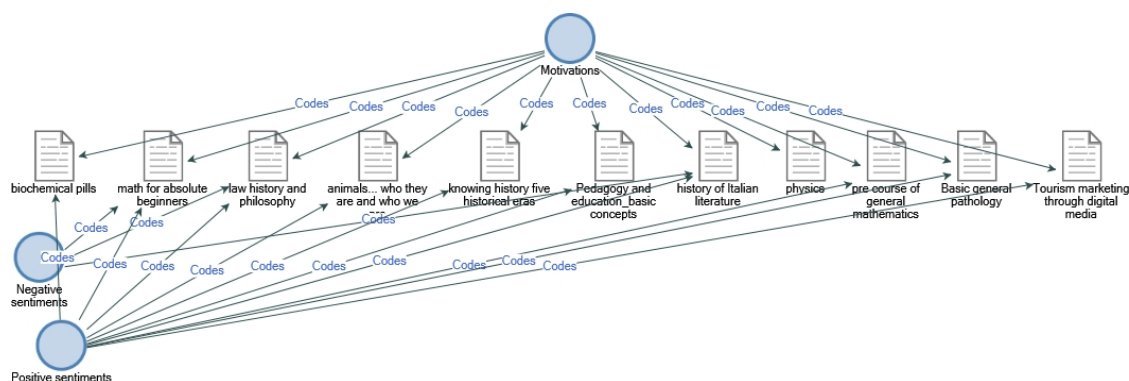 Motivations
Codes
Codes
Codes
Codes
Codes
Codes
Codes
Codes
Codes
Codes
Codes
biochemical pills
math for absolute
beginners
law history and
philosophy
animals... who they
are and who we
knowing history five
historical eras
Pedagogy and
education_basic
concepts
history of Italian
literature
physics
pre course of
general
mathematics
Basic general
pathology
Tourism marketing
through digital
media
Codes
Codes
Codes
Codes
Codes
Codes
Codes
Codes
Codes
Codes
Codes
Codes
Codes
Negative
sentiments
Positive sentiments